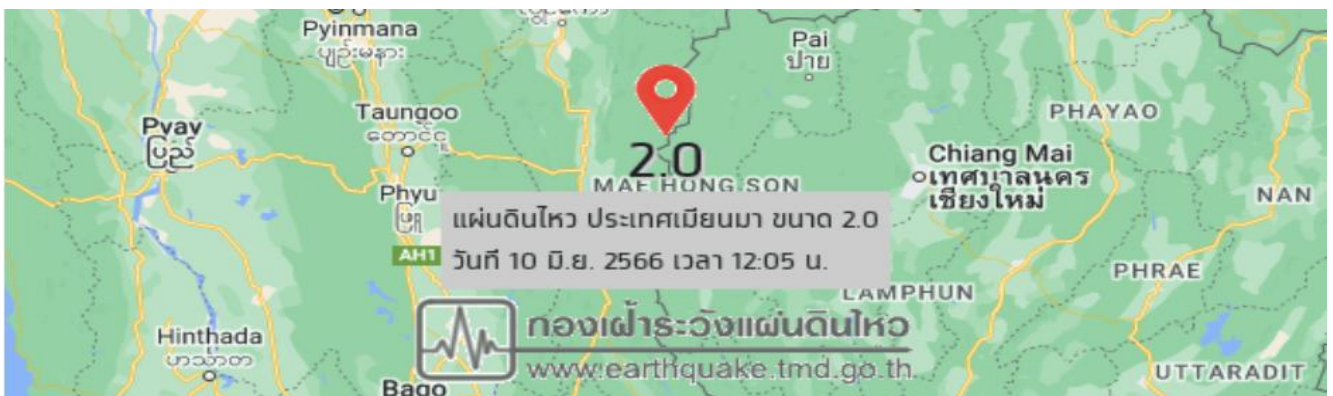 Pyinmana
ပျဉ်းမနား
Pai
ปาย
Taungoo
တောင်ငူ
PHAYAO
Pyay
ပြည်
2.0
Chiang Mai
เทศบาลนคร
เชียงใหม่
MAE HONG SON
Phyu
ဖြူ
NAN
แผ่นดินไหว ประเทศเมียนมา ขนาด 2.0
AH1
วันที่ 10 มิ.ย. 2566 เวลา 12:05 น.
PHRAE
LAMPHUN
Hinthada
ဟင်္သာတ
กองเฝ้าระวังแผ่นดินไหว
www.earthquake.tmd.go.th
UTTARADIT
Bago